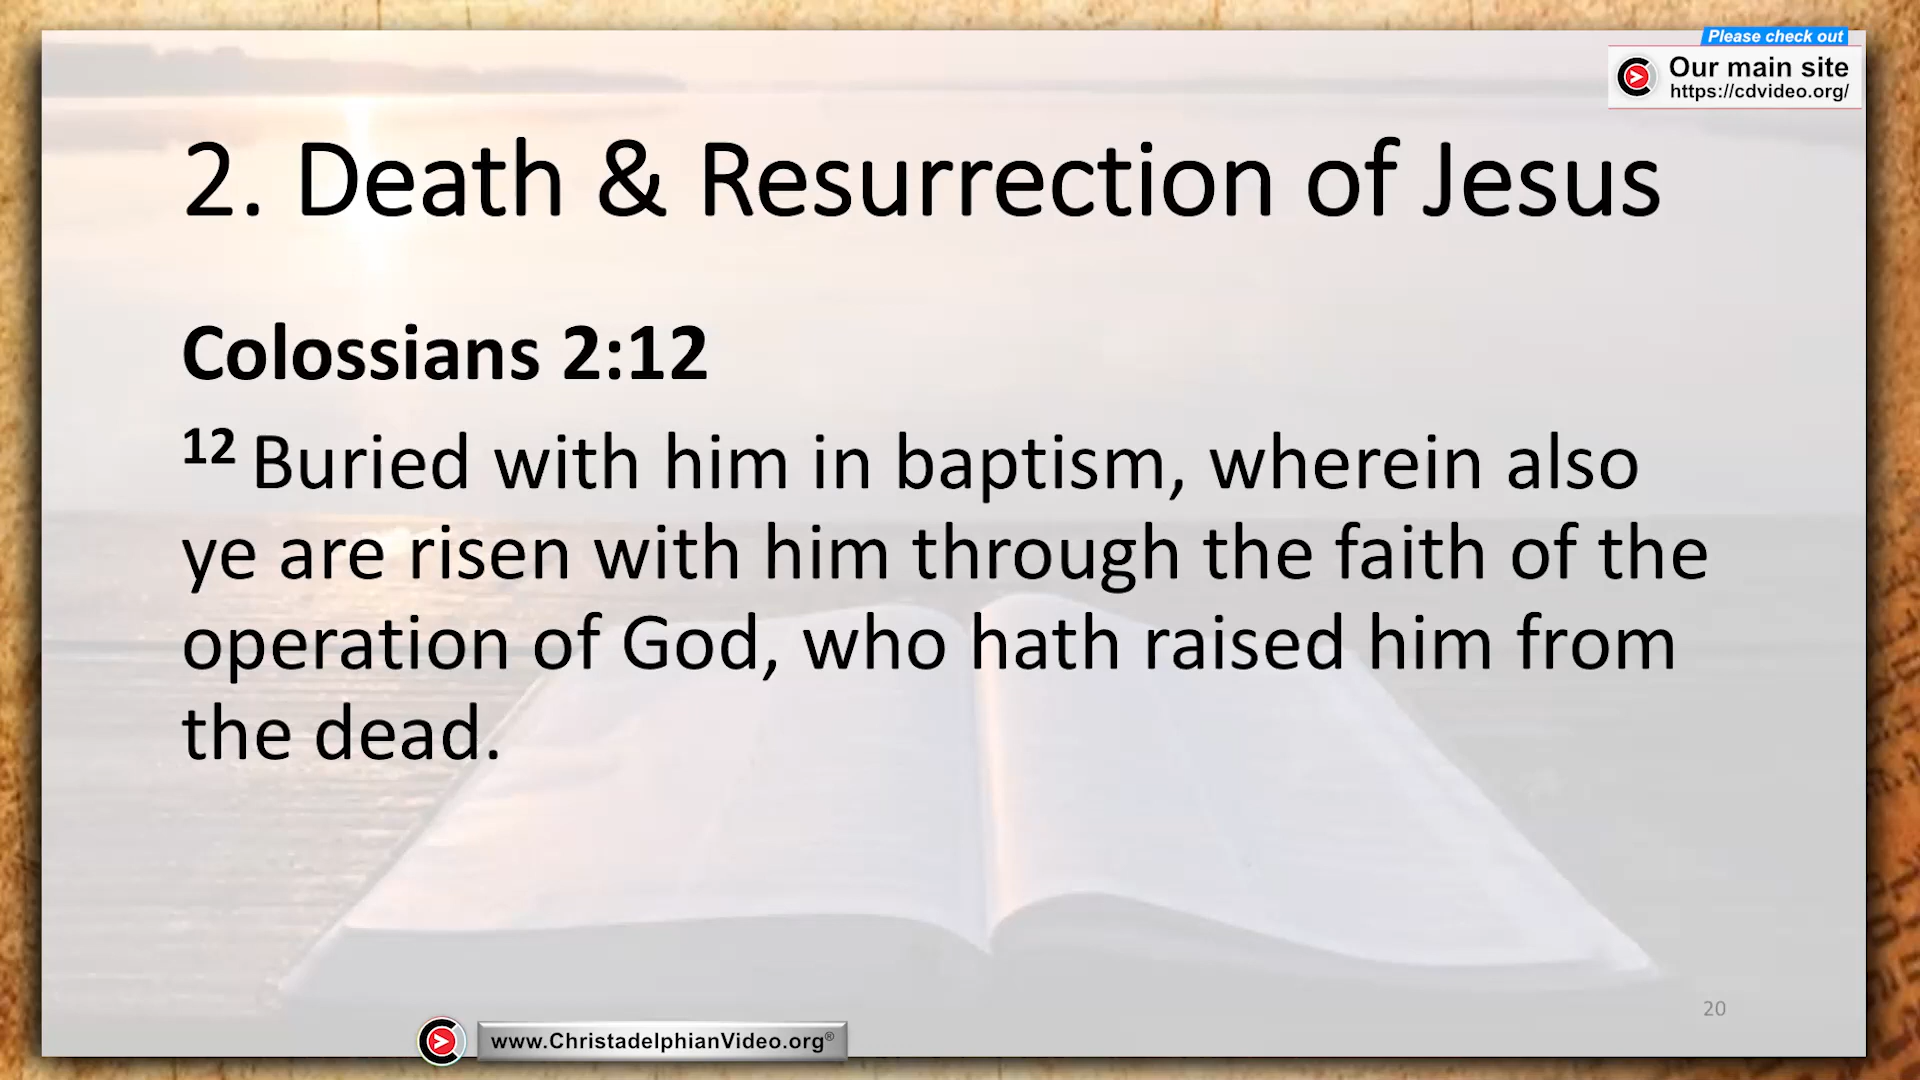 Please check out
Our main site
https://cdvideo.org/
2. Death & Resurrection of Jesus
Colossians 2:12
12 Buried with him in baptism, wherein also
ye are risen with him through the faith of the
operation of God, who hath raised him from
the dead.
20
www.ChristadelphianVideo.org®